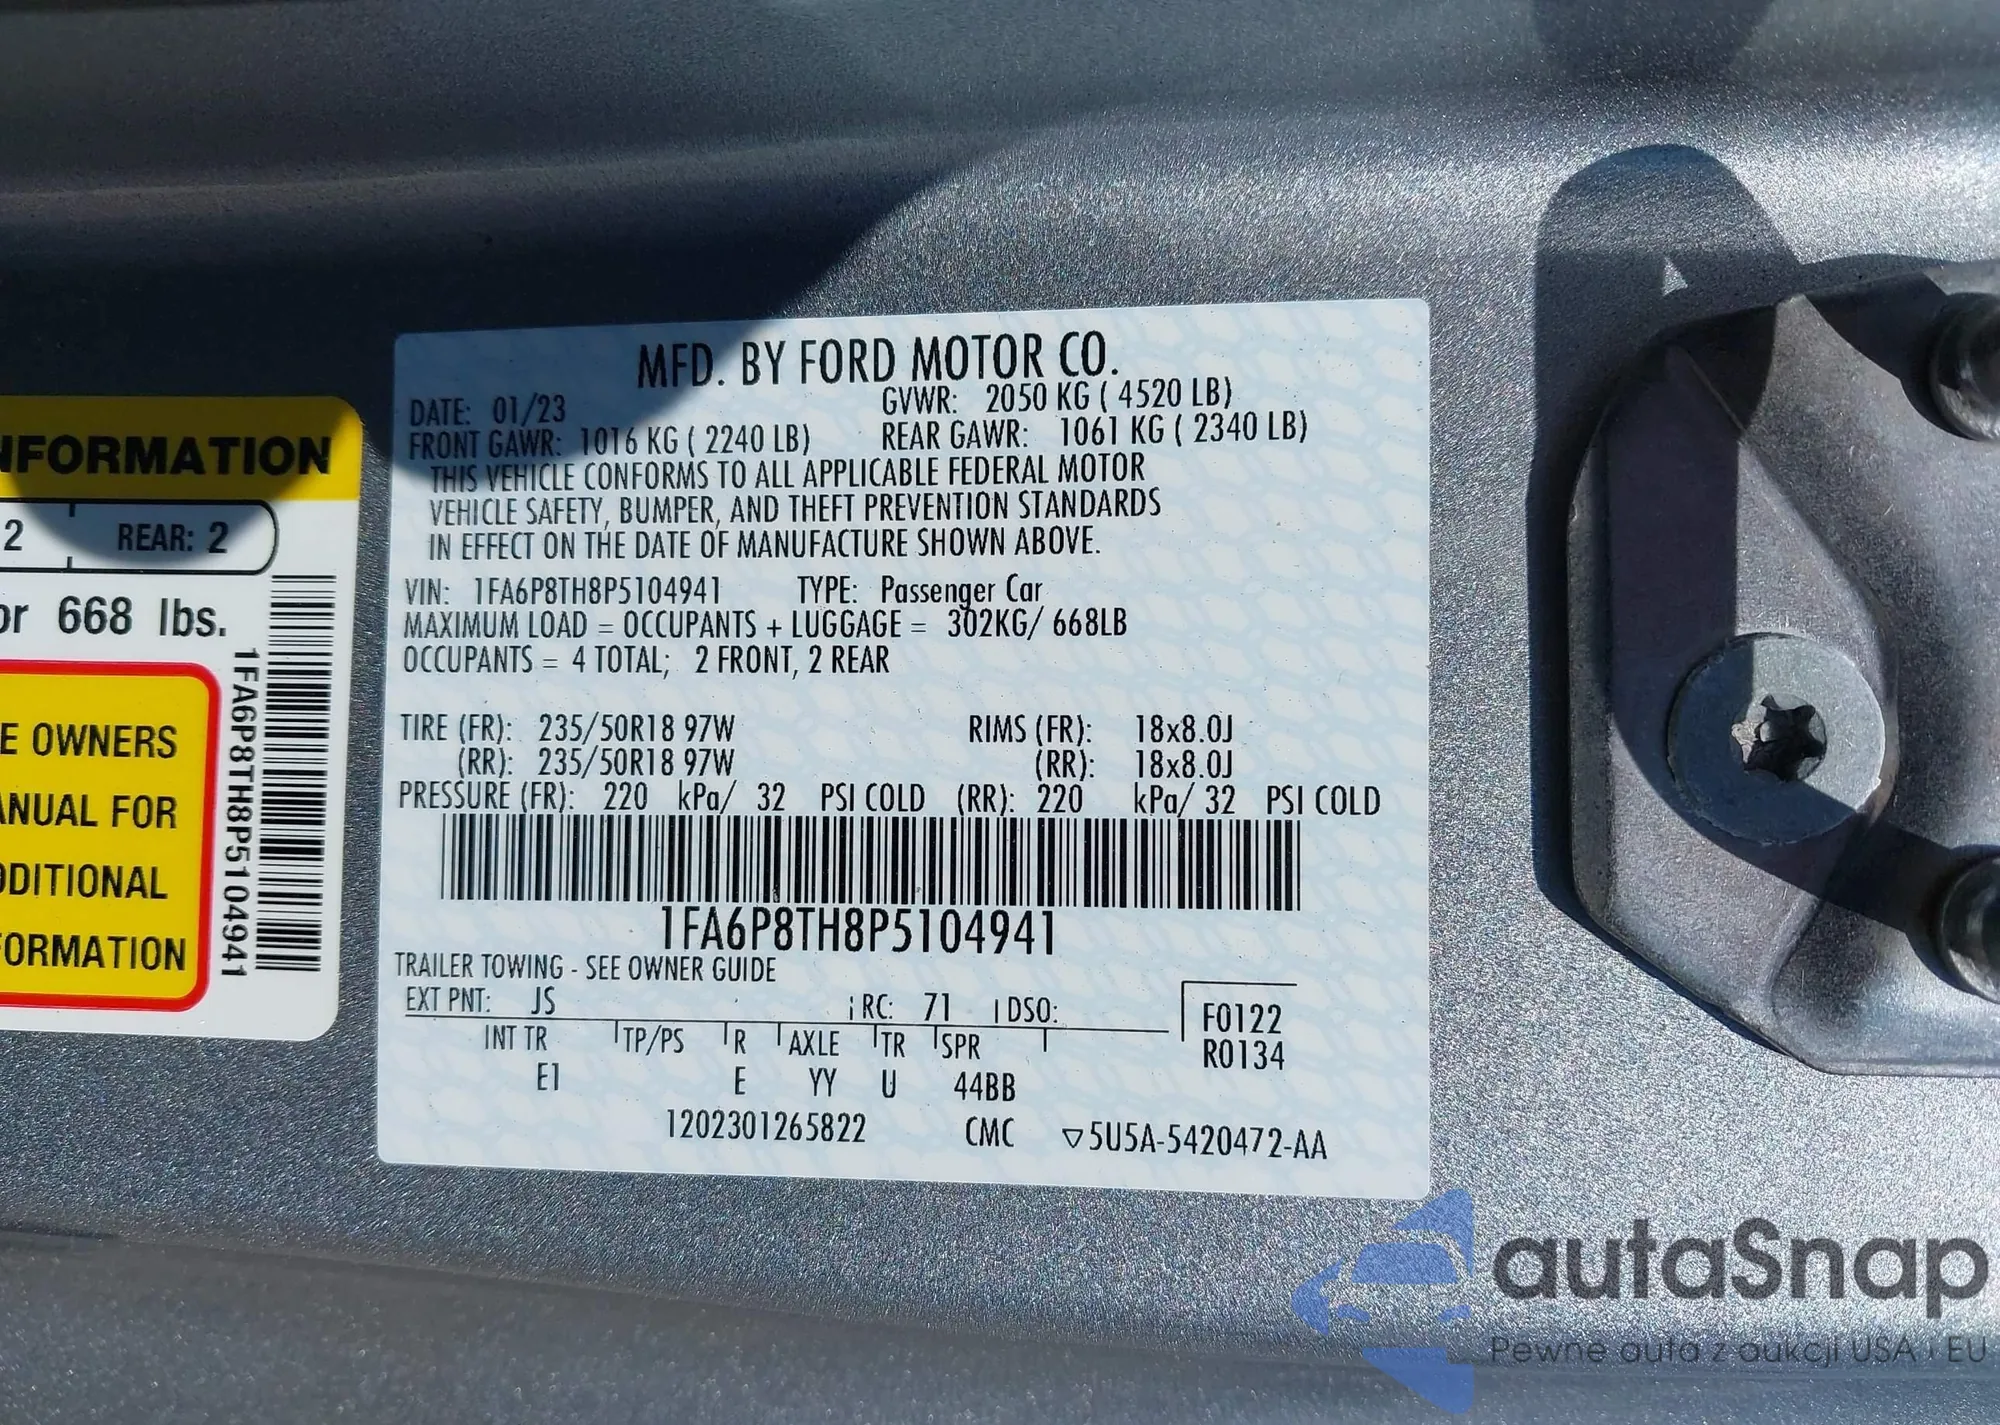 NFORMATION
2 REAR: 2
or 668 lbs.
E OWNERS
ANUAL FOR
DDITIONAL
FORMATION
1FA6P8TH8P5104941
MFD. BY FORD MOTOR CO.
DATE: 01/23 GVWR: 2050 KG ( 4520 LB)
FRONT GAWR: 1016 KG ( 2240 LB) REAR GAWR: 1061 KG ( 2340 LB)
THIS VEHICLE CONFORMS TO ALL APPLICABLE FEDERAL MOTOR
VEHICLE SAFETY, BUMPER, AND THEFT PREVENTION STANDARDS
IN EFFECT ON THE DATE OF MANUFACTURE SHOWN ABOVE.
VIN: 1FA6P8TH8P5104941 TYPE: Passenger Car
MAXIMUM LOAD = OCCUPANTS + LUGGAGE = 302KG/ 668LB
OCCUPANTS = 4 TOTAL; 2 FRONT, 2 REAR
TIRE (FR): 235/50R18 97W RIMS (FR): 18x8.0J
(RR): 235/50R18 97W (RR): 18x8.0J
PRESSURE (FR): 220 kPa/ 32 PSI COLD (RR): 220 kPa/ 32 PSI COLD
1FA6P8TH8P5104941
TRAILER TOWING - SEE OWNER GUIDE
EXT PNT: JS RC: 71 DSO:
F0122
INT TR TP/PS R AXLE TR SPR
R0134
E1 E YY U 44BB
1202301265822 CMC ▽5U5A-5420472-AA
autaSnap
Pewne auta z aukcji USA i EU